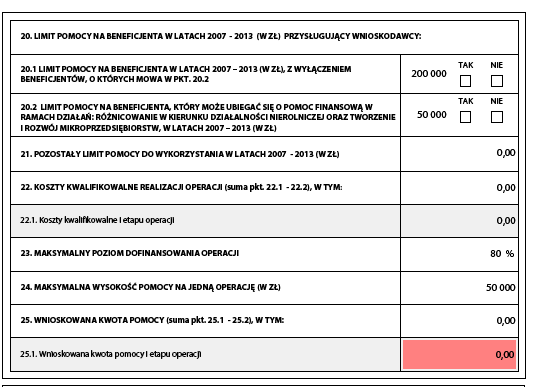 20. LIMIT POMOCY NA BENEFICJENTA W LATACH 2007 - 2013 (W ZŁ) PRZYSŁUGUJĄCY WNIOSKODAWCY:
20.1 LIMIT POMOCY NA BENEFICJENTA W LATACH 2007 – 2013 (W ZŁ), Z WYŁĄCZENIEM
BENEFICJENTÓW, O KTÓRYCH MOWA W PKT. 20.2
200 000
TAK NIE
20.2 LIMIT POMOCY NA BENEFICJENTA, KTÓRY MOŻE UBIEGAĆ SIĘ O POMOC FINANSOWĄ W
RAMACH DZIAŁAŃ: RÓŻNICOWANIE W KIERUNKU DZIAŁALNOŚCI NIEROLNICZEJ ORAZ TWORZENIE
I ROZWÓJ MIKROPRZEDSIĘBIORSTW, W LATACH 2007 – 2013 (W ZŁ)
50 000
TAK NIE
21. POZOSTAŁY LIMIT POMOCY DO WYKORZYSTANIA W LATACH 2007 - 2013 (W ZŁ)
0,00
22. KOSZTY KWALIFIKOWALNE REALIZACJI OPERACJI (suma pkt. 22.1 - 22.2), W TYM:
0,00
22.1. Koszty kwalifikowalne I etapu operacji
0,00
23. MAKSYMALNY POZIOM DOFINANSOWANIA OPERACJI
80 %
24. MAKSYMALNA WYSOKOŚĆ POMOCY NA JEDNĄ OPERACJĘ (W ZŁ)
50 000
25. WNIOSKOWANA KWOTA POMOCY (suma pkt. 25.1 - 25.2), W TYM:
0,00
25.1. Wnioskowana kwota pomocy I etapu operacji
0,00